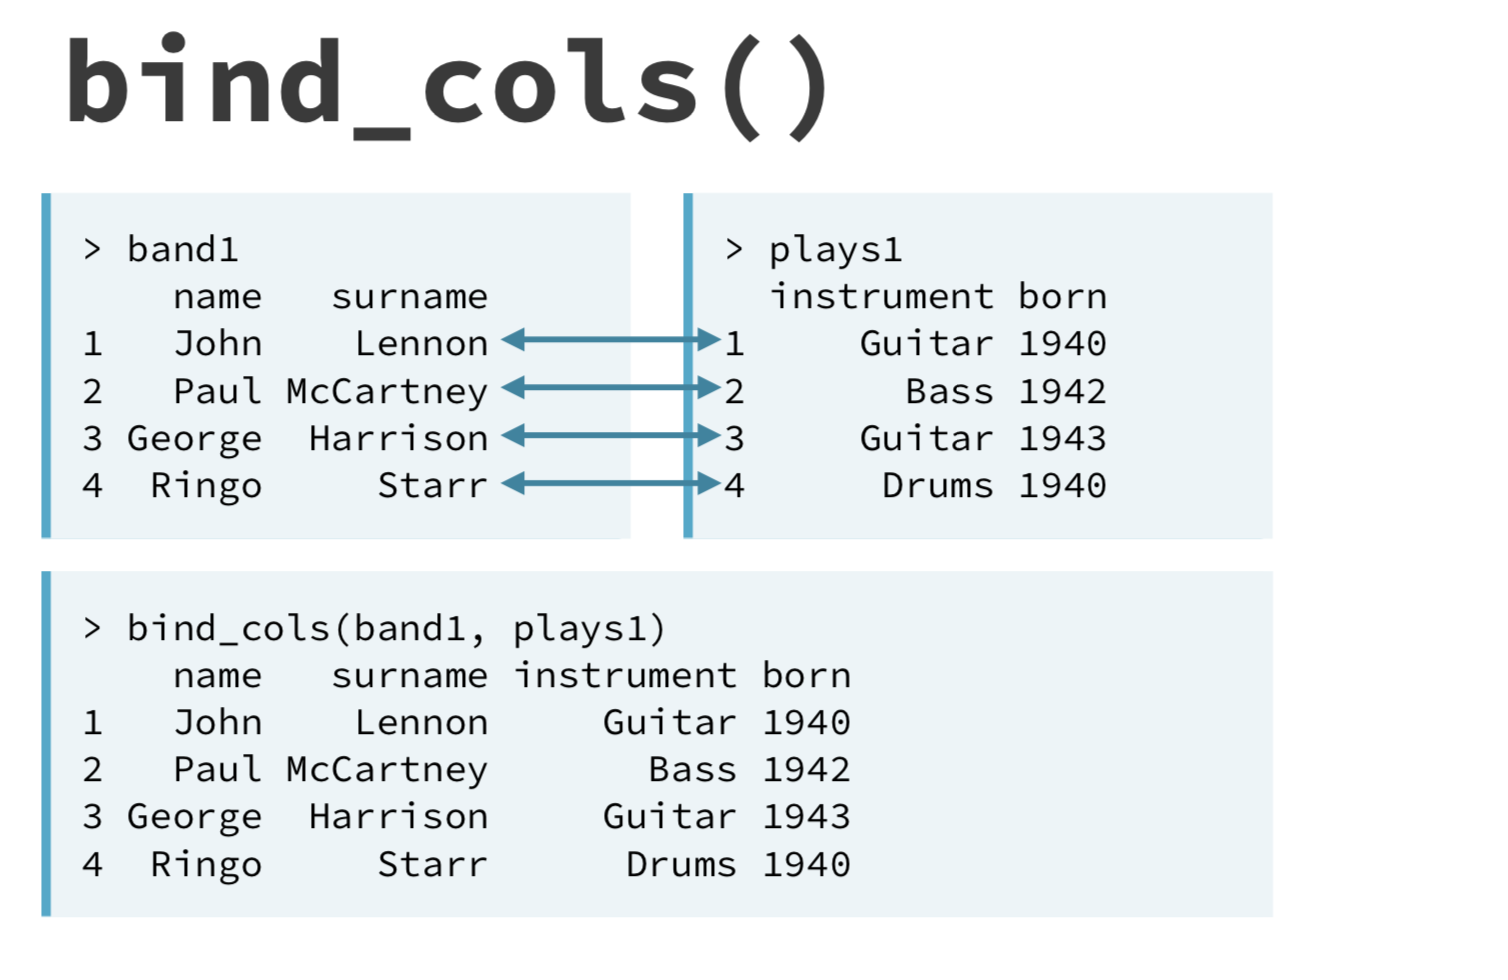 bind_cols()
> band1
    name   surname
1   John    Lennon
2   Paul McCartney
3 George  Harrison
4  Ringo     Starr
> plays1
  instrument born
1     Guitar 1940
2       Bass 1942
3     Guitar 1943
4      Drums 1940
> bind_cols(band1, plays1)
    name   surname instrument born
1   John    Lennon     Guitar 1940
2   Paul McCartney       Bass 1942
3 George  Harrison     Guitar 1943
4  Ringo     Starr      Drums 1940